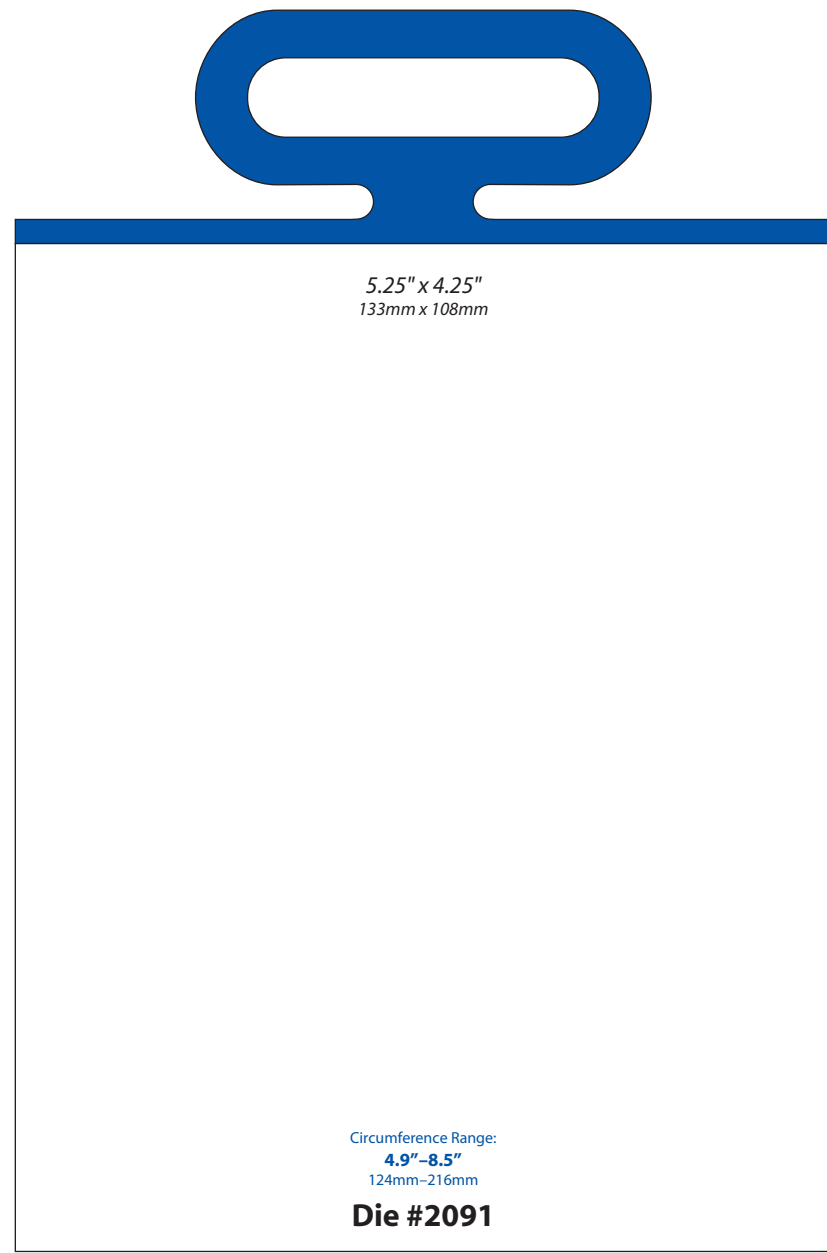 5.25" x 4.25"
133mm x 108mm
Circumference Range:
4.9”–8.5”
124mm–216mm
Die #2091